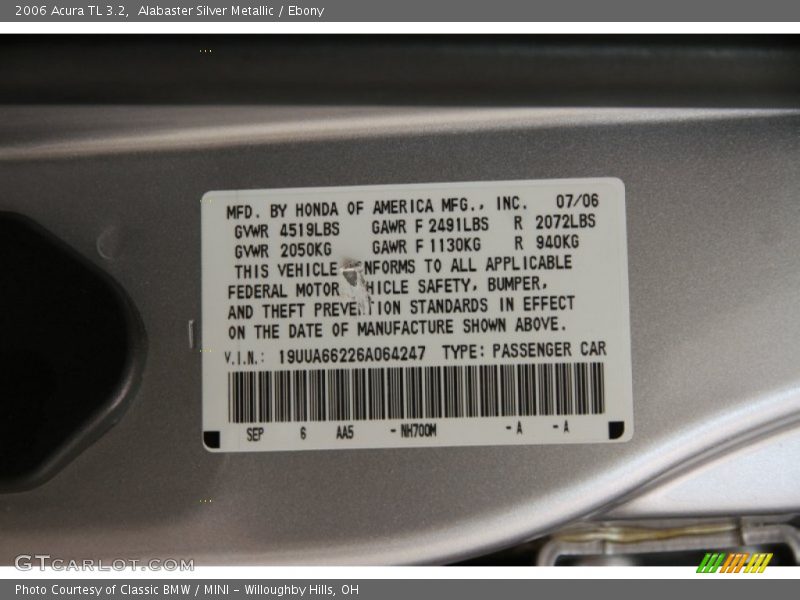 2006 Acura TL 3.2,  Alabaster Silver Metallic / Ebony
MFD. BY HONDA OF AMERICA MFG., INC. 07/06
GVWR 4519LBS GAWR F 2491LBS R 2072LBS
GVWR 2050KG GAWR F 1130KG R 940KG
THIS VEHICLE NFORMS TO ALL APPLICABLE
FEDERAL MOTOR HICLE SAFETY, BUMPER,
AND THEFT PREVENTION STANDARDS IN EFFECT
ON THE DATE OF MANUFACTURE SHOWN ABOVE.
V.I.N.: 19UUA66226A064247 TYPE: PASSENGER CAR
SEP 6 AA5 - NH700M - A - A
GTCARLOT.COM
Photo Courtesy of Classic BMW / MINI - Willoughby Hills, OH